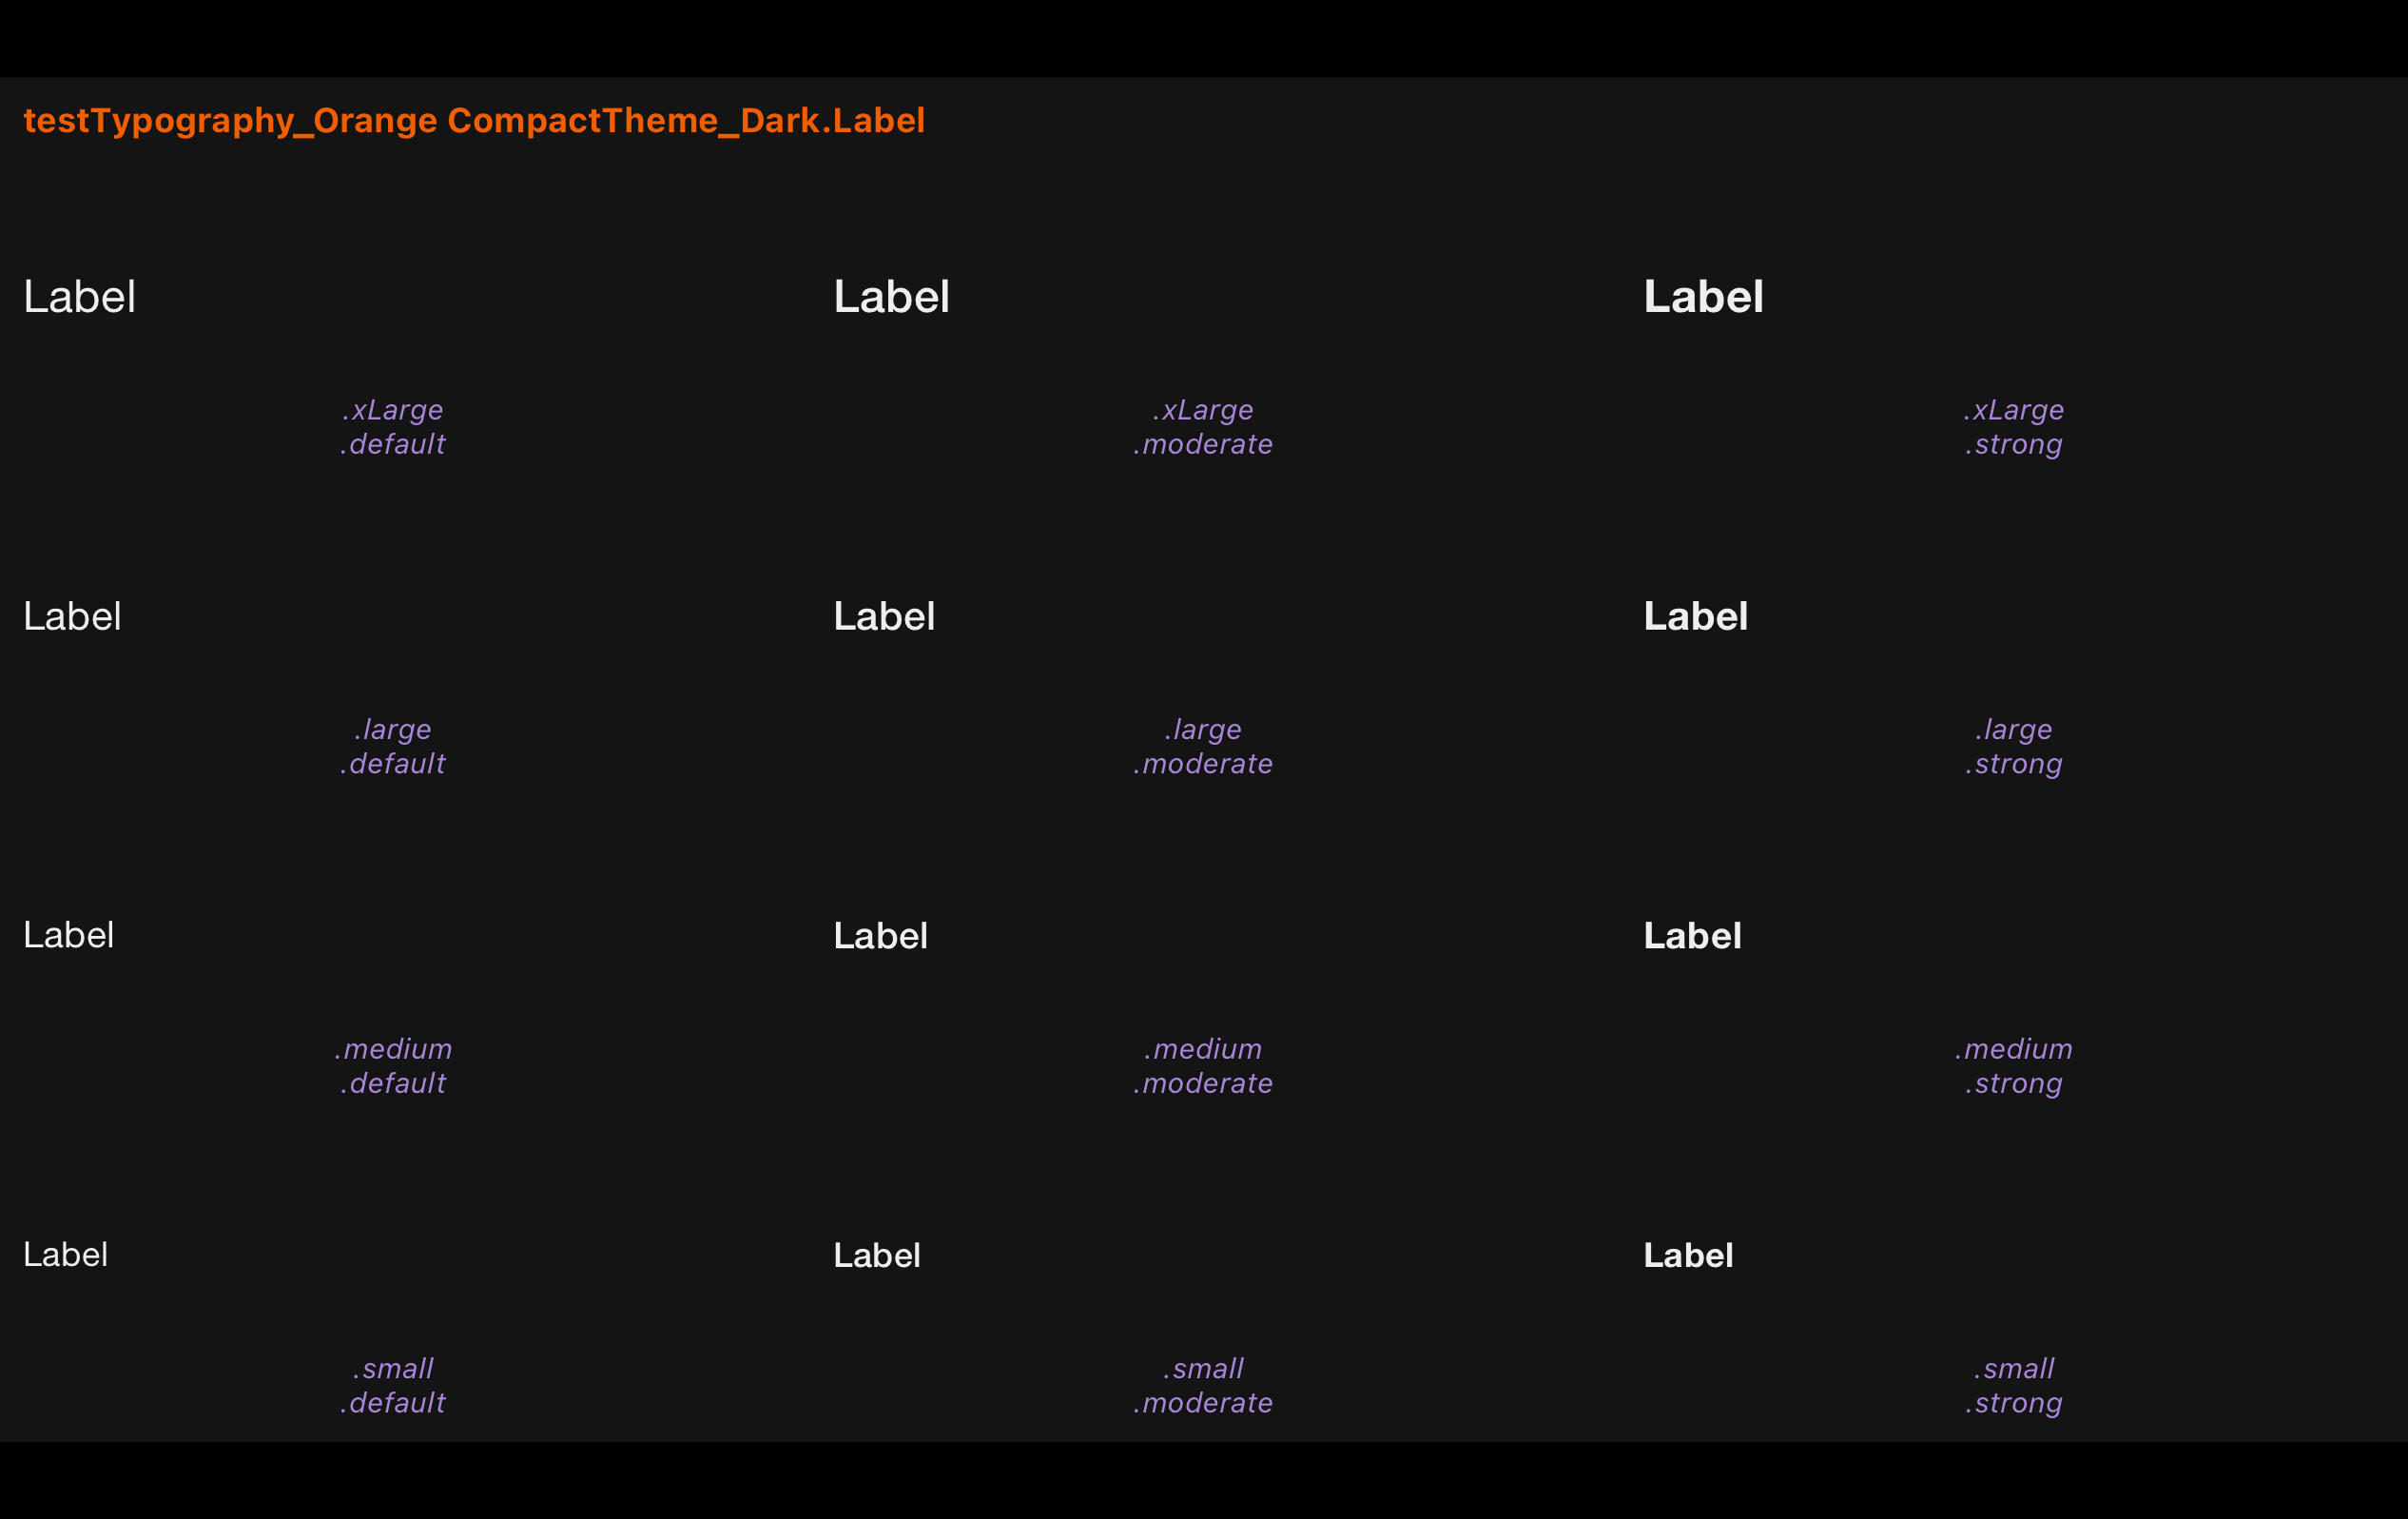 testTypography_Orange CompactTheme_Dark.Label
Label Label Label
.xLarge .xLarge .xLarge
.default .moderate .strong
Label Label Label
.large .large .large
.default .moderate .strong
Label Label Label
.medium .medium .medium
.default .moderate .strong
Label Label Label
.small .small .small
.default .moderate .strong